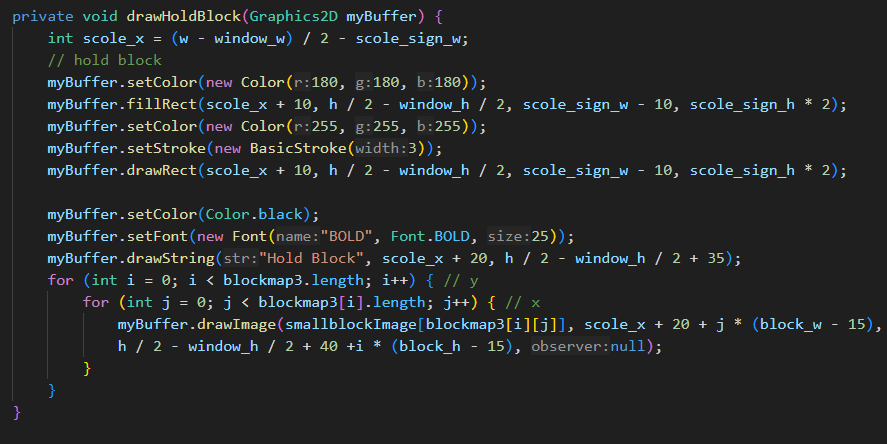 private void drawHoldBlock(Graphics2D myBuffer) {
    int scole_x = (w - window_w) / 2 - scole_sign_w;
    // hold block
    myBuffer.setColor(new Color(r:180, g:180, b:180));
    myBuffer.fillRect(scole_x + 10, h / 2 - window_h / 2, scole_sign_w - 10, scole_sign_h * 2);
    myBuffer.setColor(new Color(r:255, g:255, b:255));
    myBuffer.setStroke(new BasicStroke(width:3));
    myBuffer.drawRect(scole_x + 10, h / 2 - window_h / 2, scole_sign_w - 10, scole_sign_h * 2);
    myBuffer.setColor(Color.black);
    myBuffer.setFont(new Font(name:"BOLD", Font.BOLD, size:25));
    myBuffer.drawString(str:"Hold Block", scole_x + 20, h / 2 - window_h / 2 + 35);
    for (int i = 0; i < blockmap3.length; i++) { // y
        for (int j = 0; j < blockmap3[i].length; j++) { // x
            myBuffer.drawImage(smallblockImage[blockmap3[i][j]], scole_x + 20 + j * (block_w - 15),
            h / 2 - window_h / 2 + 40 +i * (block_h - 15), observer:null);
        }
    }
}